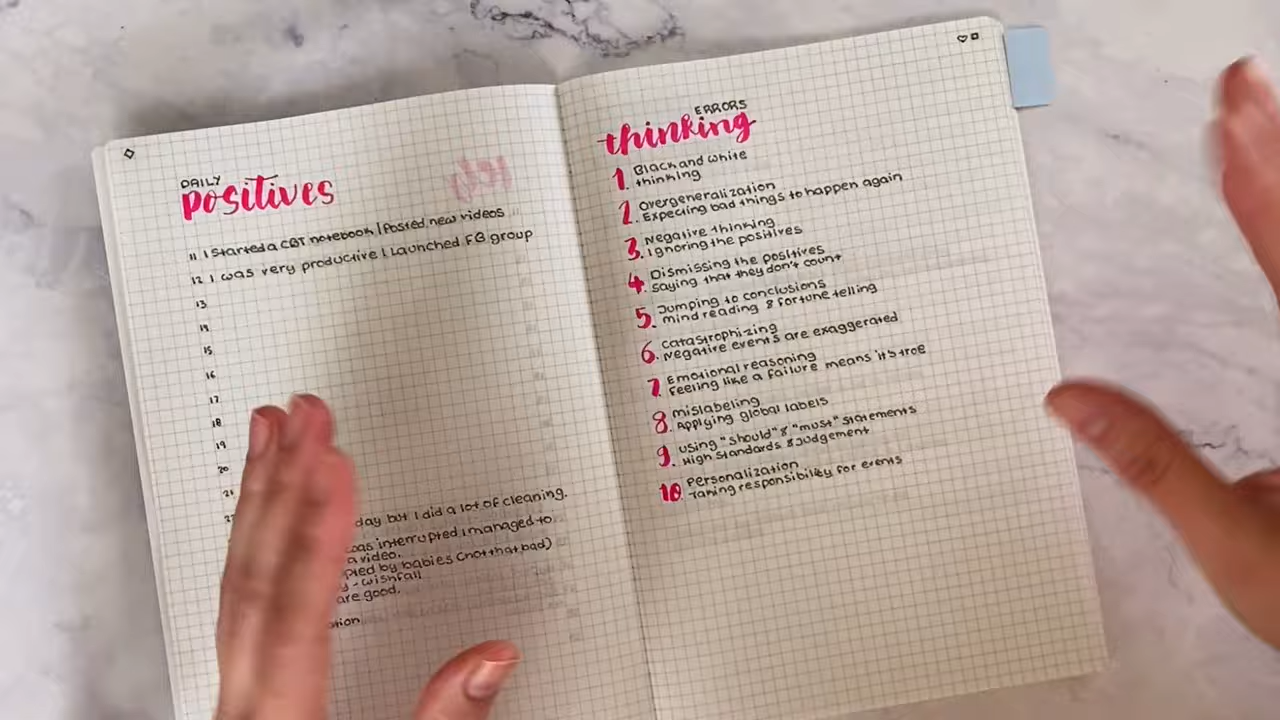 DAILY
positives
11 I started a CBT notebook I Posted new videos
12 I was very productive I Launched FB group
13
14
15
16
17
18
19
20
21
day but I did a lot of cleaning.
was interrupted I managed to
a video.
by babies (not that bad)
- wishfall
are good.
ERRORS
thinking
1. Black and white
thinking
2. Overgeneralization
Expecting bad things to happen again
3. Negative thinking
Ignoring the positives
4. Dismissing the positives
Saying that they don't count
5. Jumping to conclusions
mind reading & fortune telling
6. Catastrophizing
Negative events are exaggerated
7. Emotional reasoning
Feeling like a failure means it's true
8. mislabeling
Applying global labels
9. Using "should" & "must" statements
High standards & judgement
10. Personalization
Taking responsibility for events